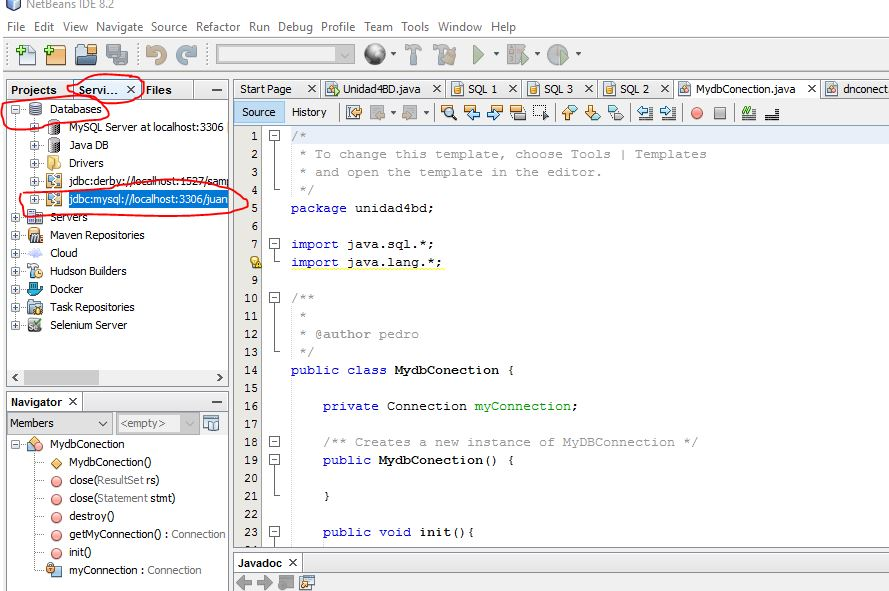 NetBeans IDE 8.2
File Edit View Navigate Source Refactor Run Debug Profile Team Tools Window Help
Projects Servi... Files
Databases
MySQL Server at localhost:3306
Java DB
Drivers
jdbc:derby://localhost:1527/sam
jdbc:mysql://localhost:3306/juan
Servers
Maven Repositories
Cloud
Hudson Builders
Docker
Task Repositories
Selenium Server
Navigator
Members <empty>
MydbConection
MydbConection()
close(ResultSet rs)
close(Statement stmt)
destroy()
getMyConnection() : Connection
init()
myConnection : Connection
Start Page Unidad4BD.java SQL 1 SQL 3 SQL 2 MydbConection.java dnconect.
Source History
1 /*
2 * To change this template, choose Tools | Templates
3 * and open the template in the editor.
4 */
5 package unidad4bd;
6
7 import java.sql.*;
import java.lang.*;
9
10 /**
11 *
12 * @author pedro
13 */
14 public class MydbConection {
15
16 private Connection myConnection;
17
18 /** Creates a new instance of MyDBConnection */
19 public MydbConection() {
20
21 }
22
23 public void init(){
Javadoc